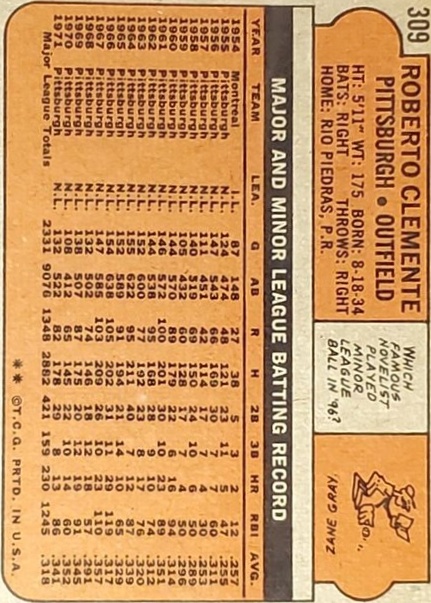 309
ROBERTO CLEMENTE
PITTSBURGH • OUTFIELD
HT: 5'11" WT: 175 BORN: 8-18-34
BATS: RIGHT THROWS: RIGHT
HOME: RIO PIEDRAS, P.R.
WHICH
FAMOUS
NOVELIST
PLAYED
MINOR
LEAGUE
BALL IN '96?
ZANE GRAY.
MAJOR AND MINOR LEAGUE BATTING RECORD
YEAR TEAM LEA. G AB R H 2B 3B HR RBI AVG.
1954 Montreal I.L. 87 148 27 38 5 3 2 12 .257
1955 Pittsburgh N.L. 124 474 48 121 23 11 5 47 .255
1956 Pittsburgh N.L. 147 543 66 169 30 7 7 60 .311
1957 Pittsburgh N.L. 111 451 42 114 17 7 4 30 .253
1958 Pittsburgh N.L. 140 519 69 150 24 10 6 50 .289
1959 Pittsburgh N.L. 105 432 60 128 17 7 4 50 .296
1960 Pittsburgh N.L. 144 570 89 179 22 6 16 94 .314
1961 Pittsburgh N.L. 146 572 100 201 30 10 23 89 .351
1962 Pittsburgh N.L. 144 538 95 168 28 9 10 74 .312
1963 Pittsburgh N.L. 152 600 77 192 23 8 17 76 .320
1964 Pittsburgh N.L. 155 622 95 211 40 7 12 87 .339
1965 Pittsburgh N.L. 152 589 91 194 21 14 10 65 .329
1966 Pittsburgh N.L. 154 638 105 202 31 11 29 119 .317
1967 Pittsburgh N.L. 147 585 103 209 26 10 23 110 .357
1968 Pittsburgh N.L. 132 502 74 146 18 12 18 57 .291
1969 Pittsburgh N.L. 138 507 87 175 20 12 19 91 .345
1970 Pittsburgh N.L. 108 412 65 145 22 10 14 60 .352
1971 Pittsburgh N.L. 132 522 82 178 29 8 13 86 .341
Major League Totals 2331 9076 1348 2882 421 159 230 1245 .318
** ©T.C.G. PRTD. IN U.S.A.